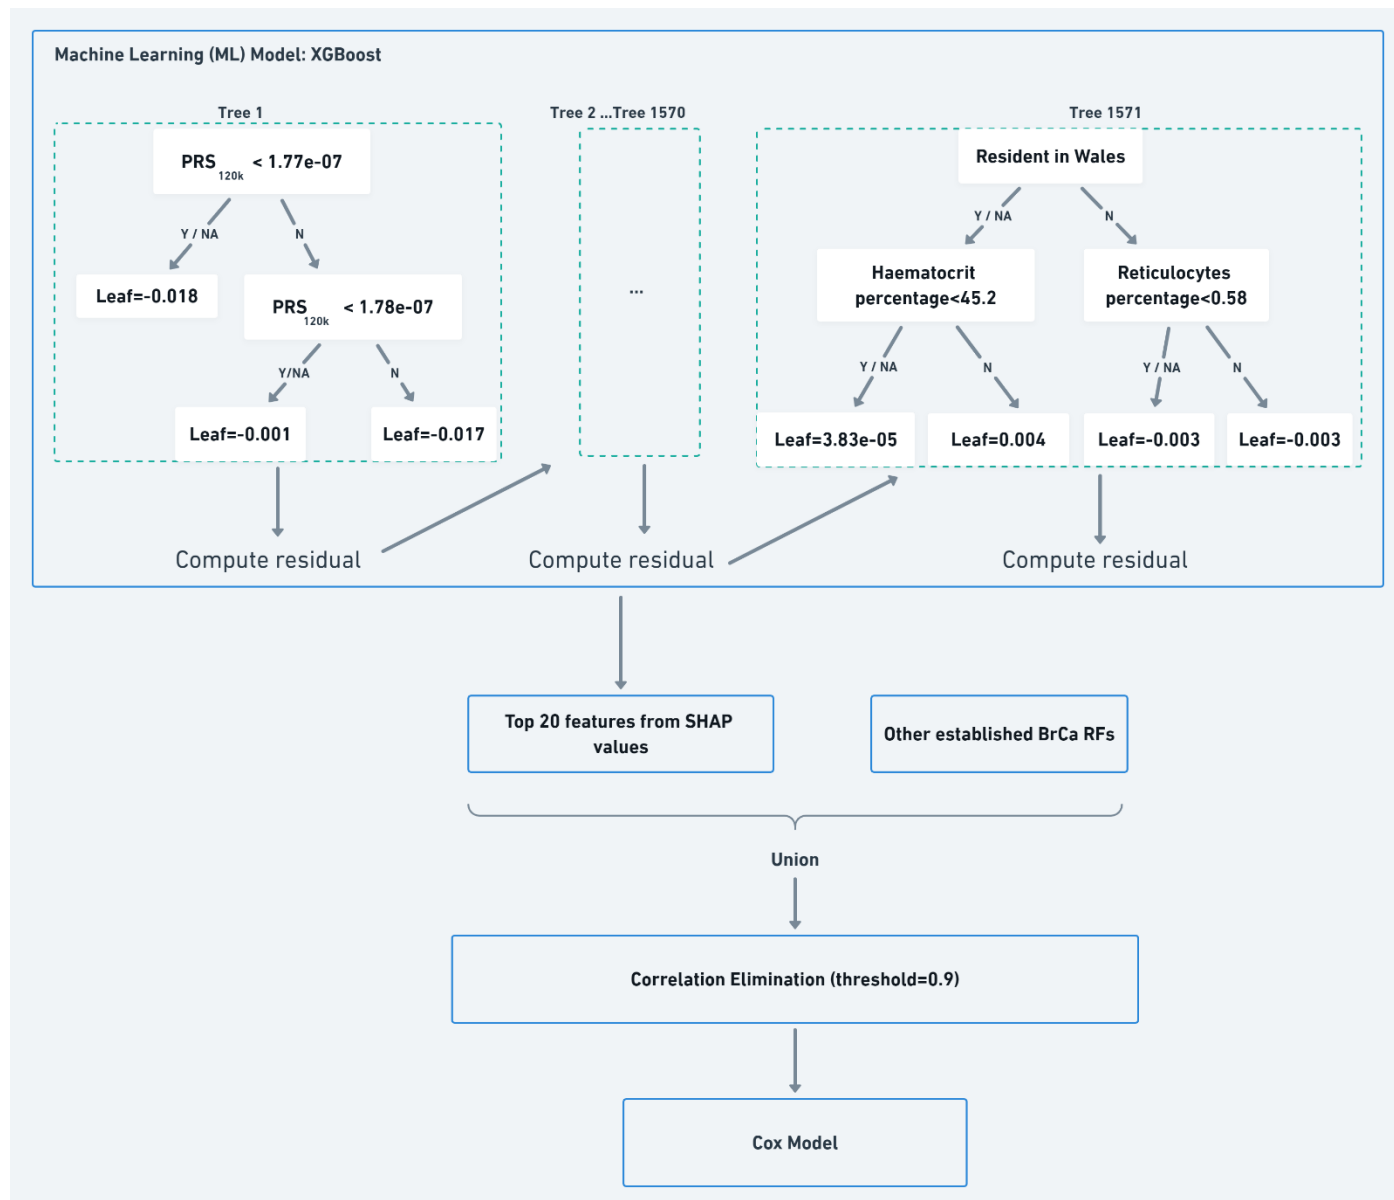 Machine Learning (ML) Model: XGBoost
Tree 1
Tree 2 ...Tree 1570
Tree 1571
PRS 120k < 1.77e-07
Y / NA
N
Leaf=-0.018
PRS 120k < 1.78e-07
Y/NA
N
Leaf=-0.001
Leaf=-0.017
...
Resident in Wales
Y / NA
N
Haematocrit
percentage<45.2
Reticulocytes
percentage<0.58
Y / NA
N
Y / NA
N
Leaf=3.83e-05
Leaf=0.004
Leaf=-0.003
Leaf=-0.003
Compute residual
Compute residual
Compute residual
Top 20 features from SHAP
values
Other established BrCa RFs
Union
Correlation Elimination (threshold=0.9)
Cox Model